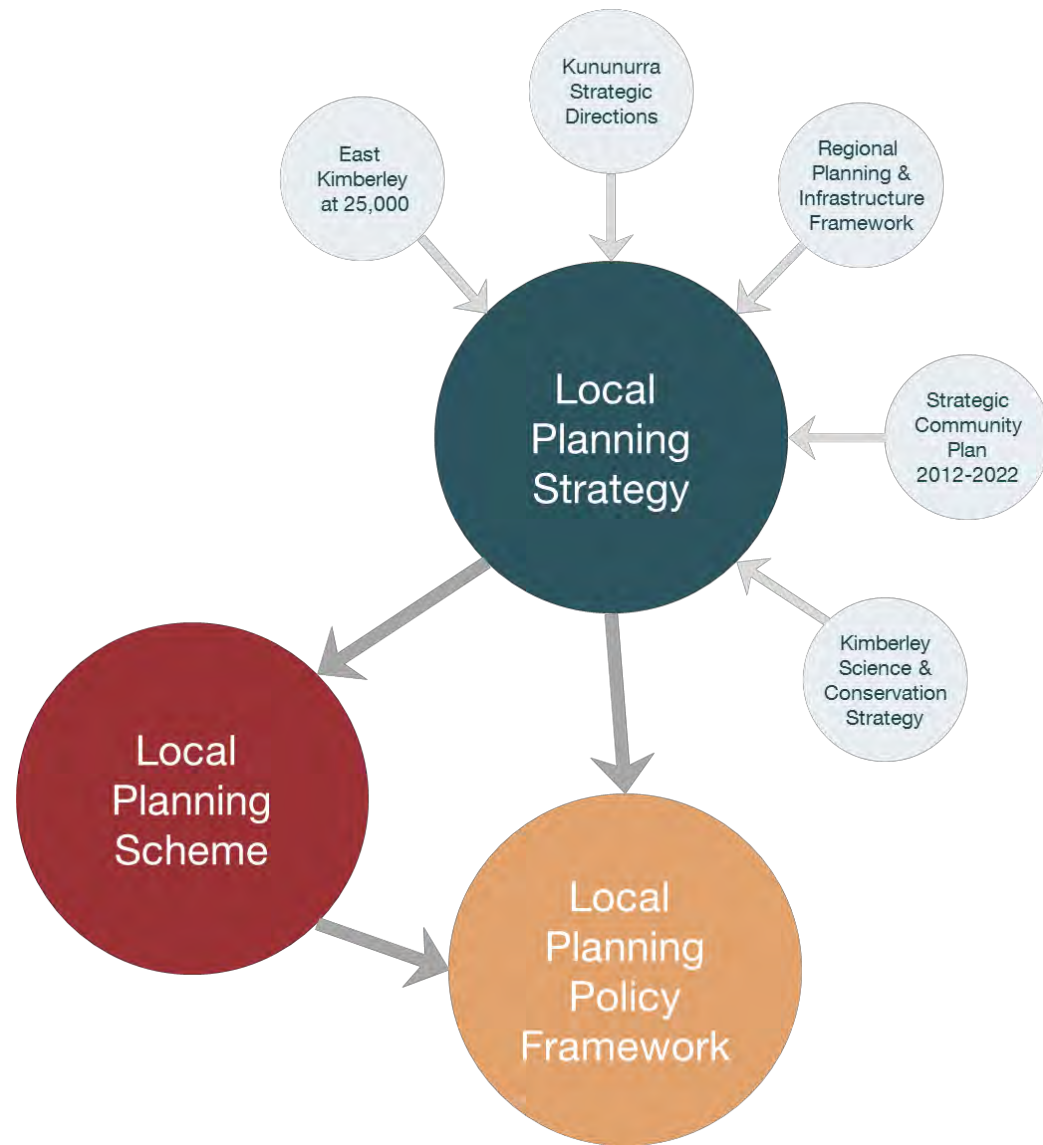 Kununurra
Strategic
Directions
East
Kimberley
at 25,000
Regional
Planning &
Infrastructure
Framework
Local
Planning
Strategy
Strategic
Community
Plan
2012-2022
Kimberley
Science &
Conservation
Strategy
Local
Planning
Scheme
Local
Planning
Policy
Framework